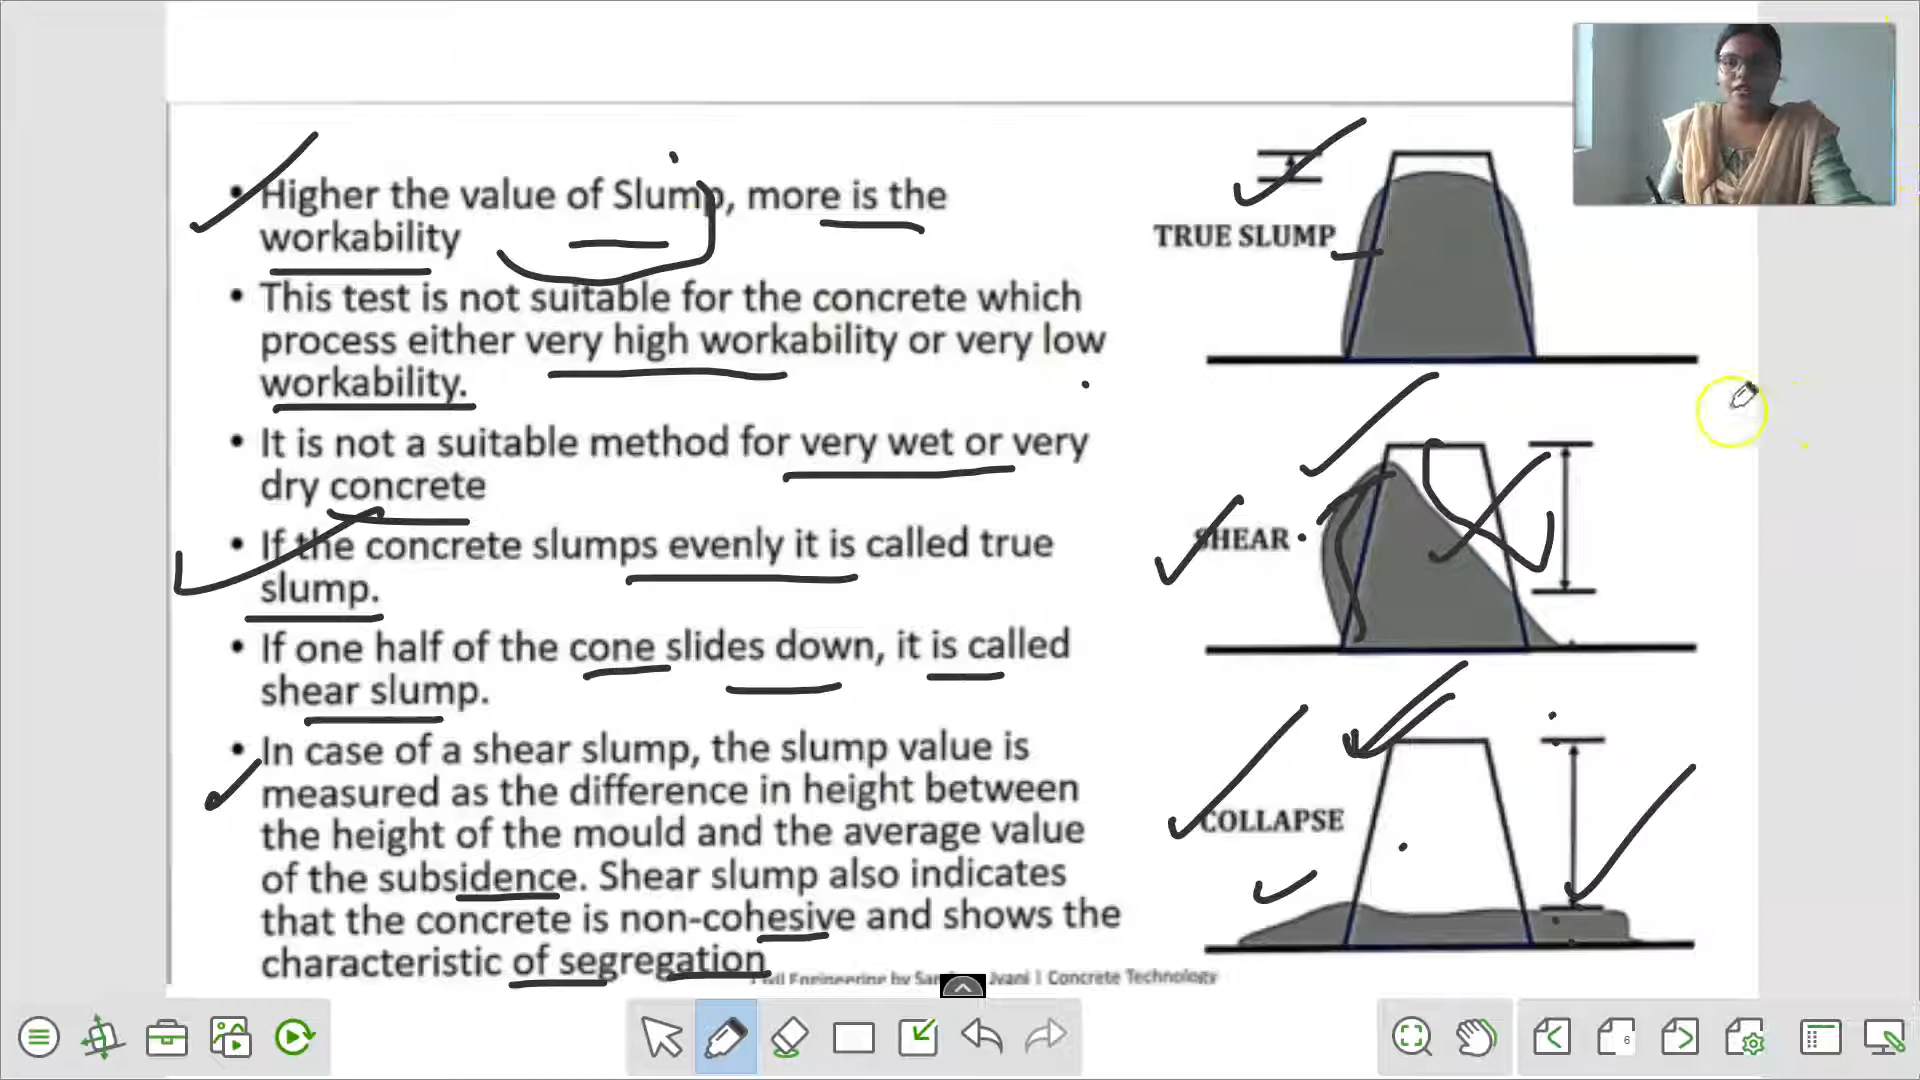 • Higher the value of Slump, more is the
workability
• This test is not suitable for the concrete which
process either very high workability or very low
workability.
• It is not a suitable method for very wet or very
dry concrete
• If the concrete slumps evenly it is called true
slump.
• If one half of the cone slides down, it is called
shear slump.
• In case of a shear slump, the slump value is
measured as the difference in height between
the height of the mould and the average value
of the subsidence. Shear slump also indicates
that the concrete is non-cohesive and shows the
characteristic of segregation
TRUE SLUMP
SHEAR
COLLAPSE
Civil Engineering by | Concrete Technology
6